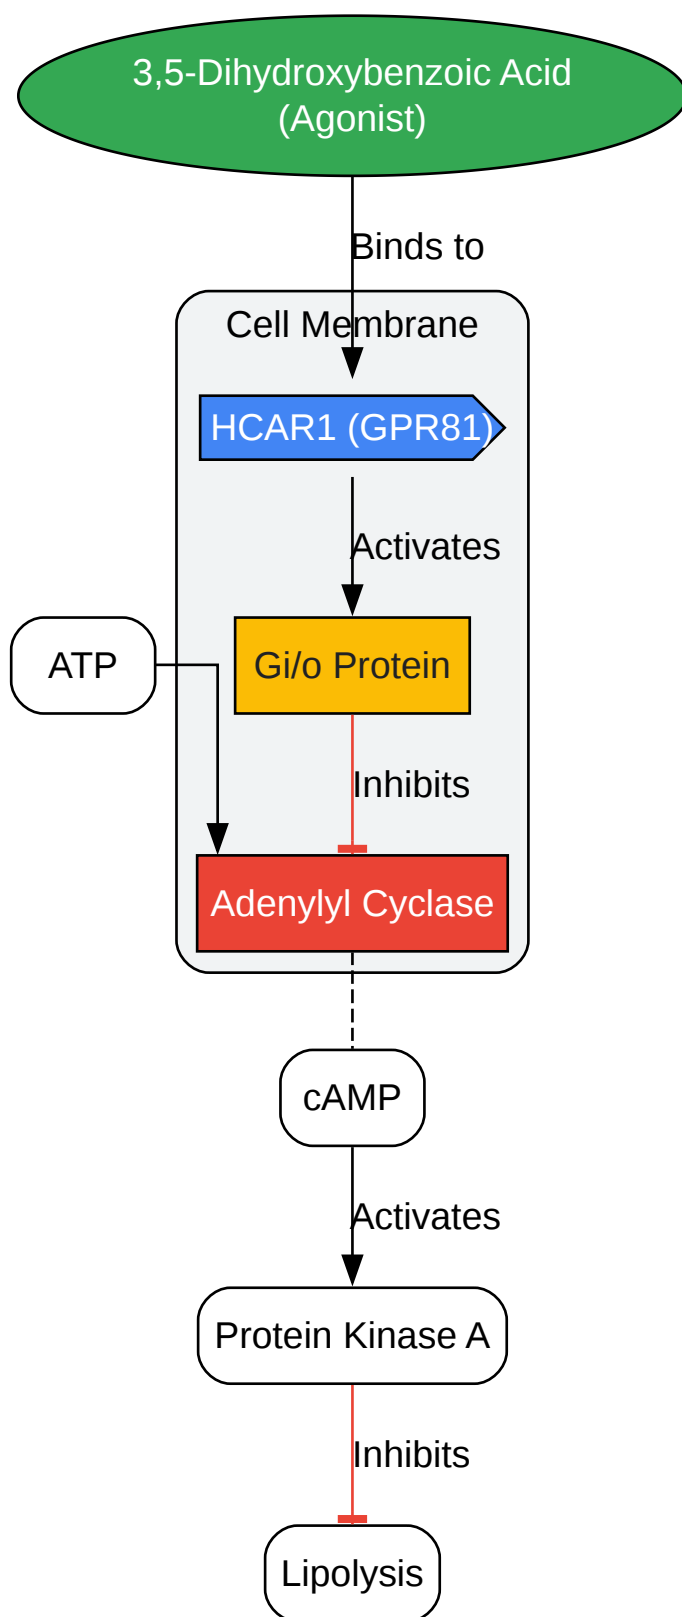 3,5-Dihydroxybenzoic Acid
(Agonist)
Binds to
Cell Membrane
HCAR1 (GPR81)
Activates
ATP
Gi/o Protein
Inhibits
Adenylyl Cyclase
cAMP
Activates
Protein Kinase A
Inhibits
Lipolysis